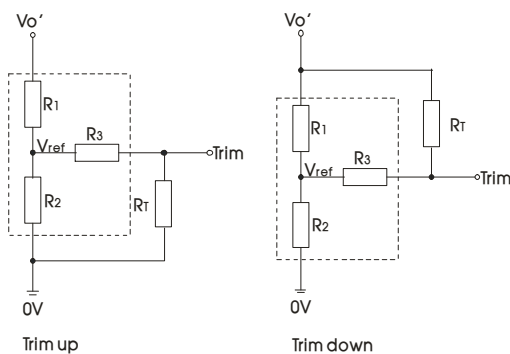 Vo'
R1
Vref
R3
Trim
R2
RT
0V
Trim up
Vo'
R1
RT
Vref
R3
Trim
R2
0V
Trim down